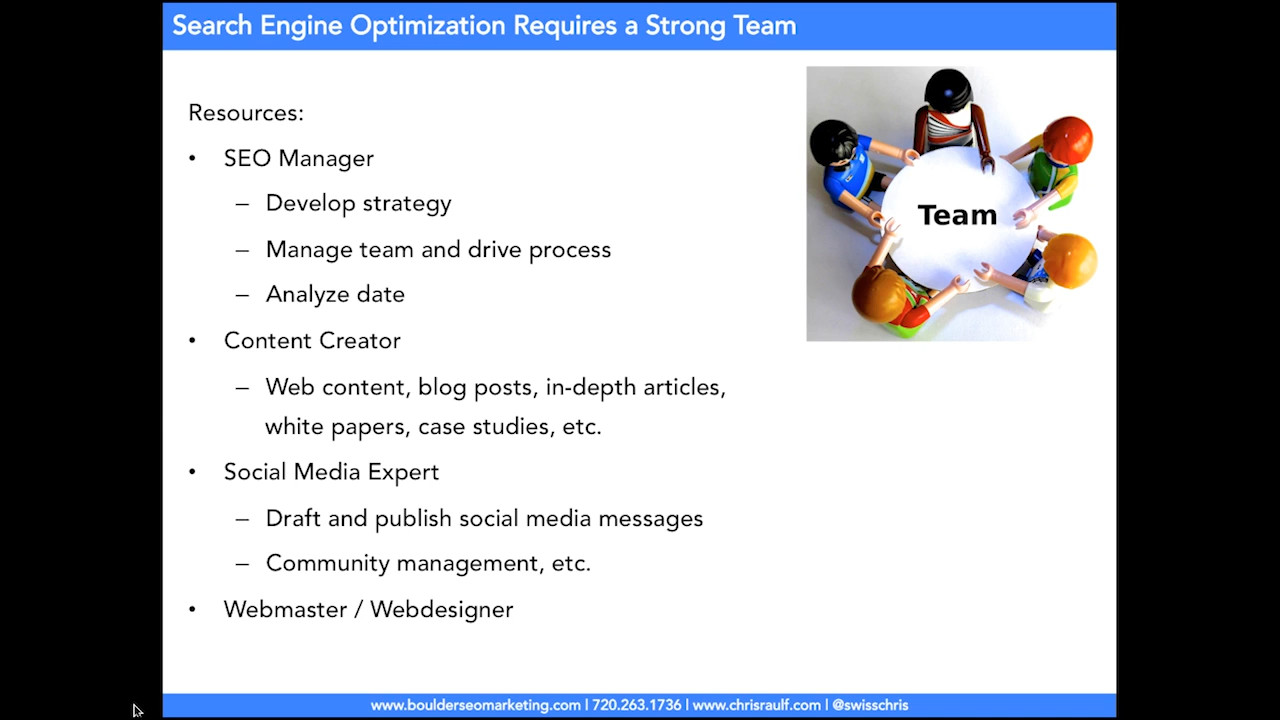 Search Engine Optimization Requires a Strong Team
Resources:
• SEO Manager
– Develop strategy
– Manage team and drive process
– Analyze date
• Content Creator
– Web content, blog posts, in-depth articles,
white papers, case studies, etc.
• Social Media Expert
– Draft and publish social media messages
– Community management, etc.
• Webmaster / Webdesigner
Team
www.boulderseomarketing.com | 720.263.1736 | www.chrisraulf.com | @swisschris